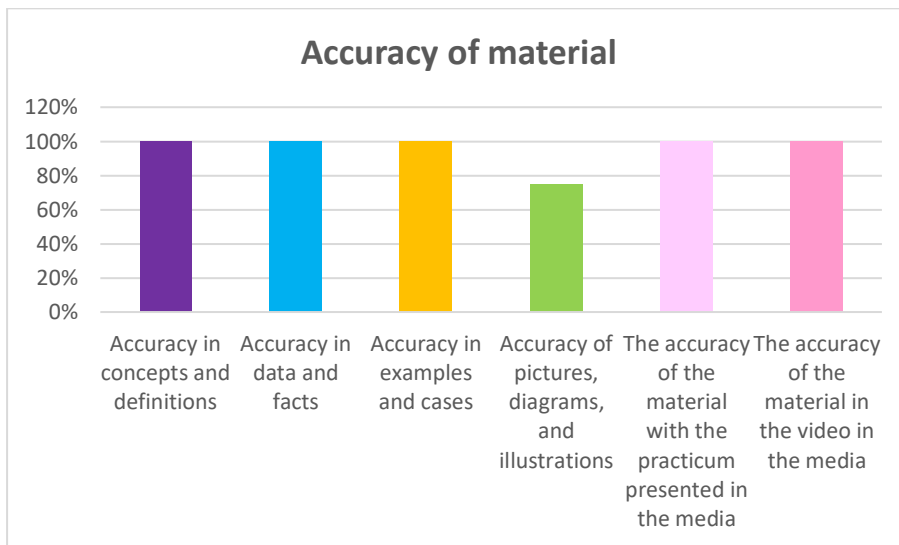 Accuracy of material
120%
100%
80%
60%
40%
20%
0%
Accuracy in
concepts and
definitions
Accuracy in
data and
facts
Accuracy in
examples
and cases
Accuracy of
pictures,
diagrams,
and
illustrations
The accuracy
of the
material
with the
practicum
presented in
the media
The accuracy
of the
material in
the video in
the media